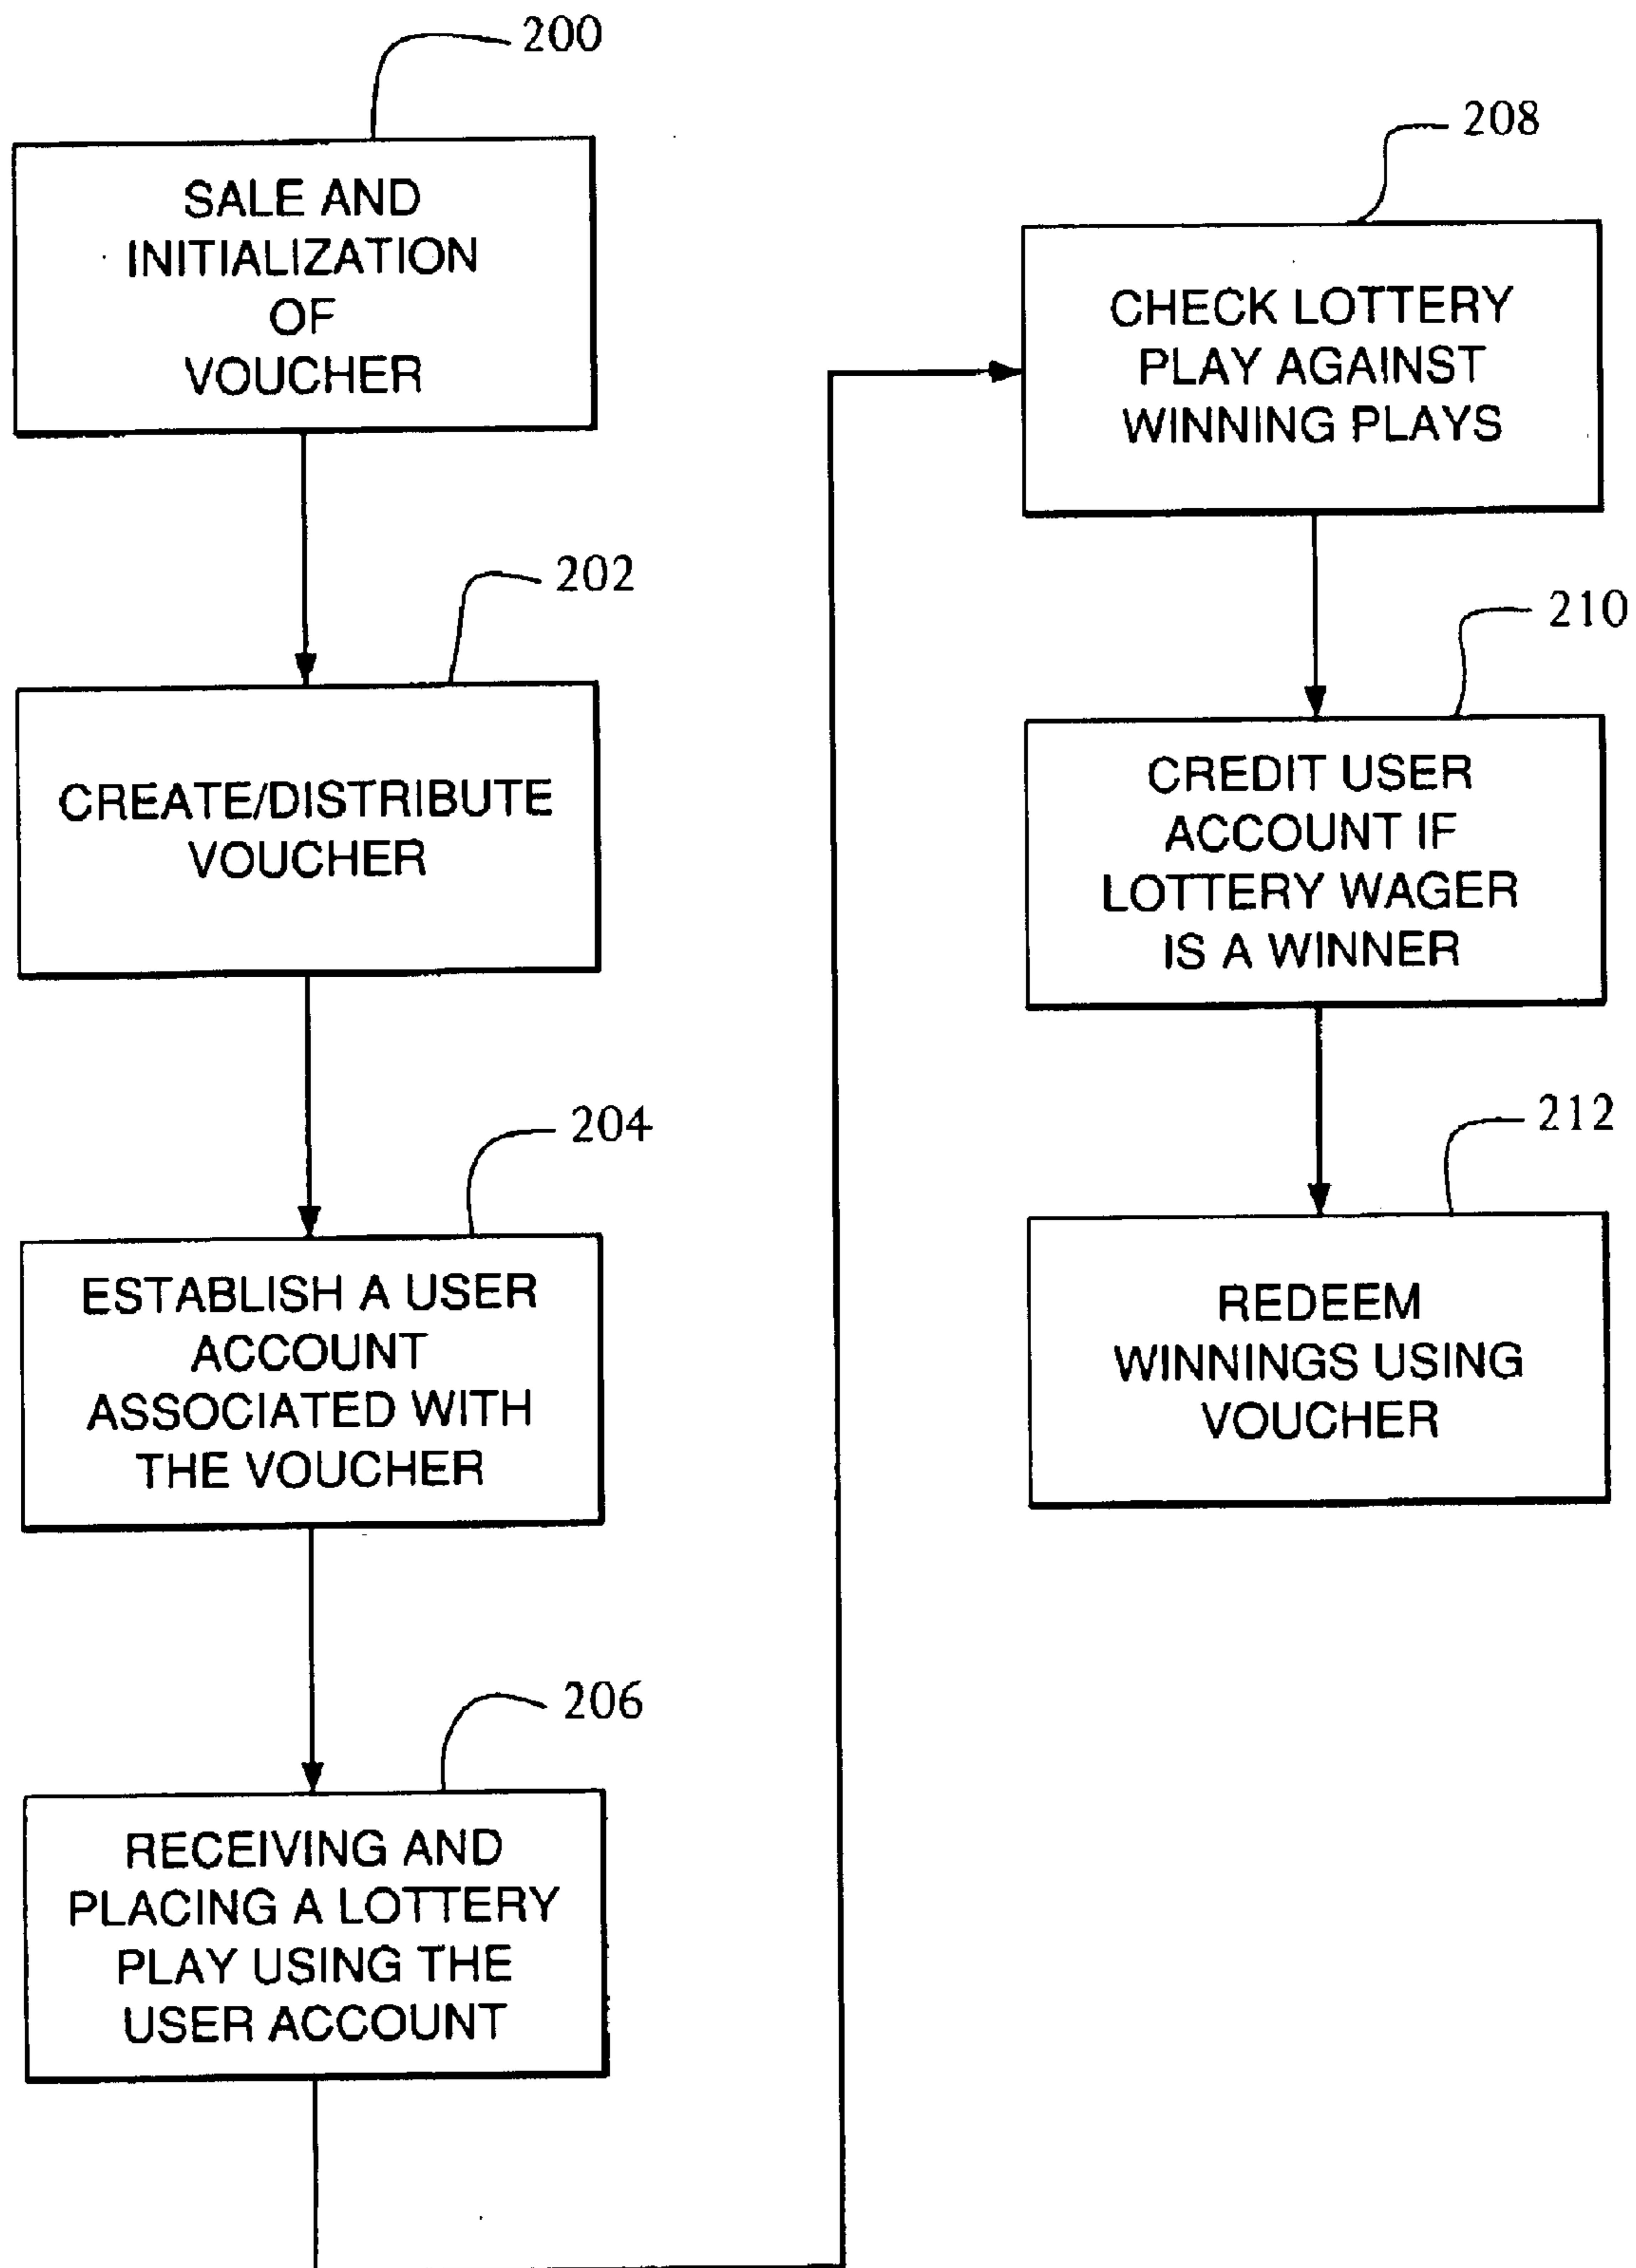 200
SALE AND
INITIALIZATION
OF
VOUCHER
202
CREATE/DISTRIBUTE
VOUCHER
204
ESTABLISH A USER
ACCOUNT
ASSOCIATED WITH
THE VOUCHER
206
RECEIVING AND
PLACING A LOTTERY
PLAY USING THE
USER ACCOUNT
208
CHECK LOTTERY
PLAY AGAINST
WINNING PLAYS
210
CREDIT USER
ACCOUNT IF
LOTTERY WAGER
IS A WINNER
212
REDEEM
WINNINGS USING
VOUCHER